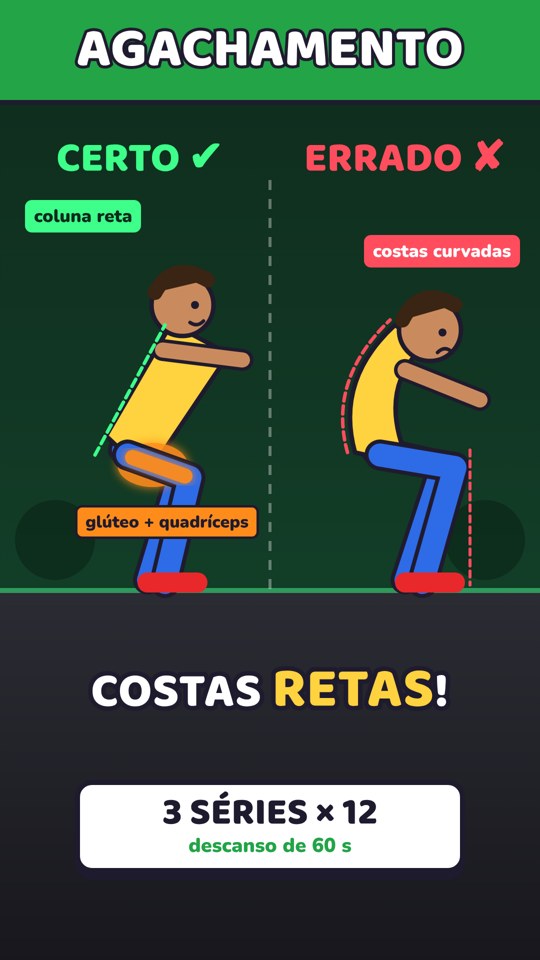 AGACHAMENTO
CERTO ✔
ERRADO ✘
coluna reta
costas curvadas
glúteo + quadríceps
COSTAS RETAS!
3 SÉRIES × 12
descanso de 60 s